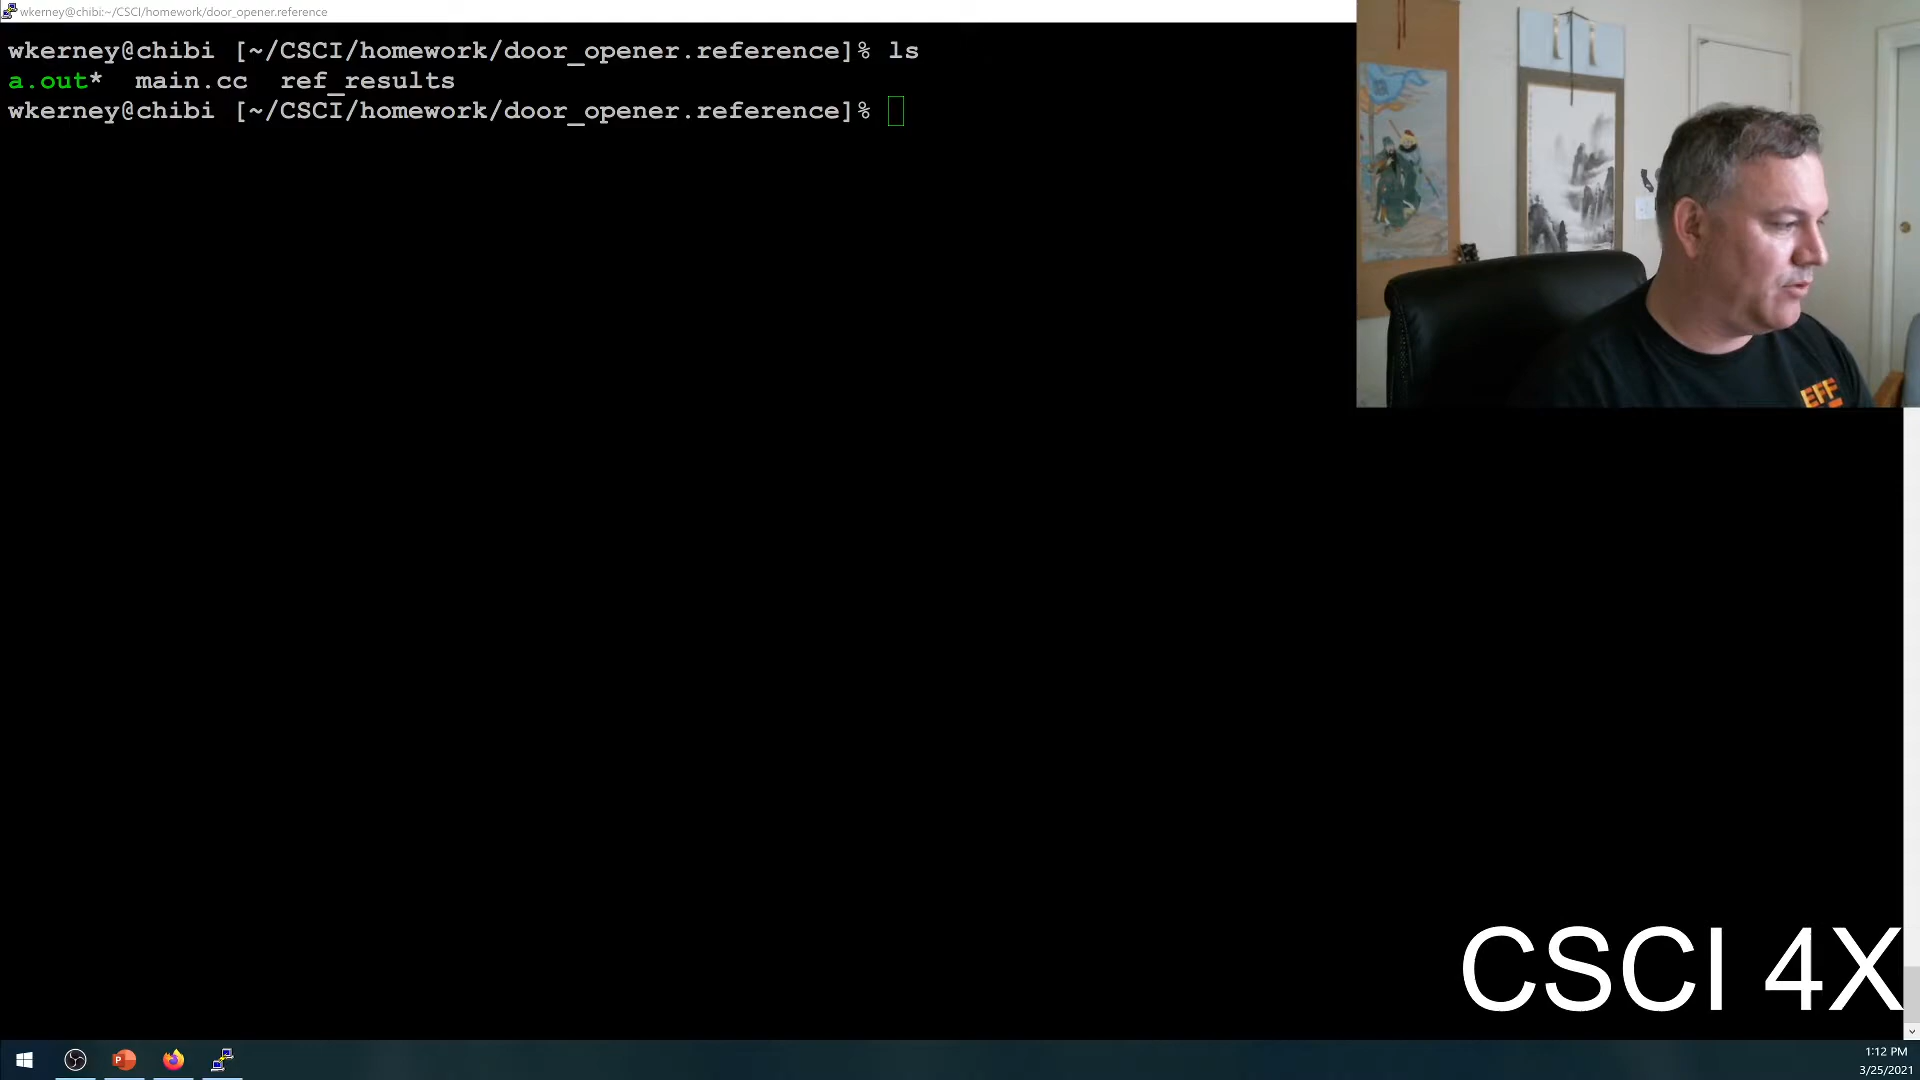 wkerney@chibi:~/CSCI/homework/door_opener.reference
wkerney@chibi [~/CSCI/homework/door_opener.reference]% ls
a.out*  main.cc  ref_results
wkerney@chibi [~/CSCI/homework/door_opener.reference]%
EFF
CSCI 4X
1:12 PM
3/25/2021